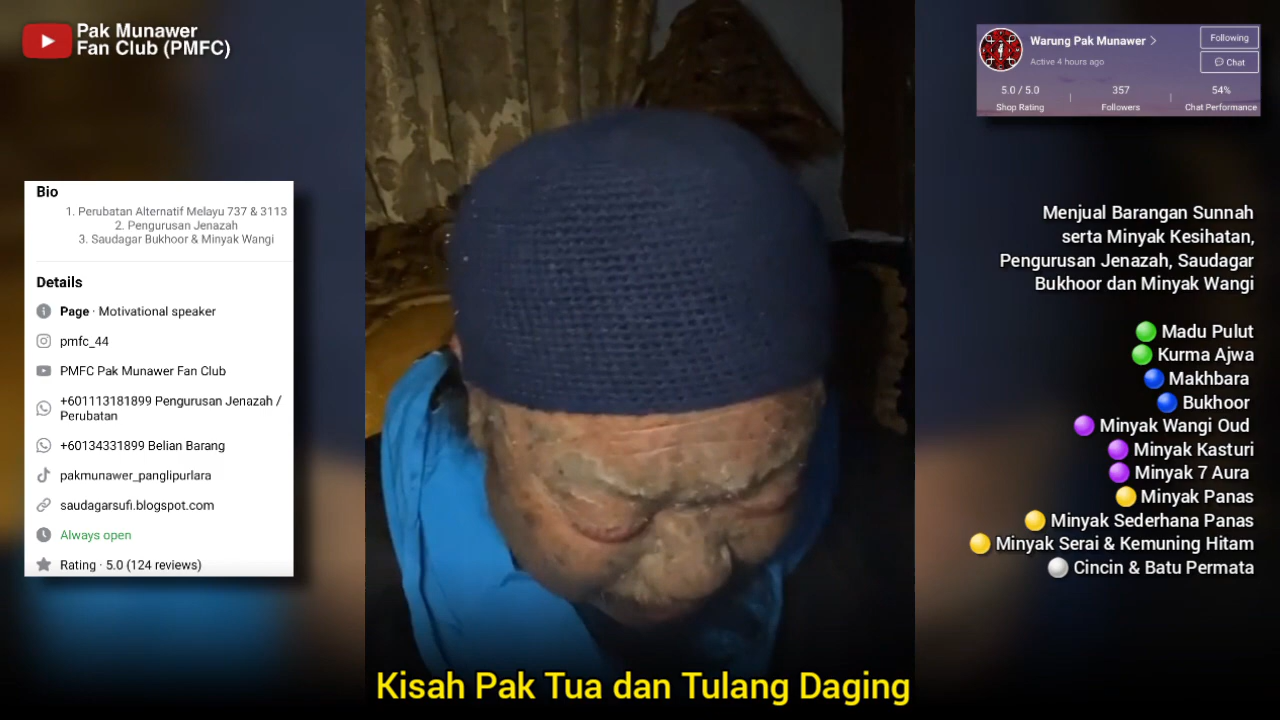 Pak Munawer
Fan Club (PMFC)
Bio
1. Perubatan Alternatif Melayu 737 & 3113
2. Pengurusan Jenazah
3. Saudagar Bukhoor & Minyak Wangi
Details
Page · Motivational speaker
pmfc_44
PMFC Pak Munawer Fan Club
+601113181899 Pengurusan Jenazah /
Perubatan
+60134331899 Belian Barang
pakmunawer_panglipurlara
saudagarsufi.blogspot.com
Always open
Rating · 5.0 (124 reviews)
Warung Pak Munawer
Following
Active 4 hours ago
Chat
5.0 / 5.0 357 54%
Shop Rating Followers Chat Performance
Menjual Barangan Sunnah
serta Minyak Kesihatan,
Pengurusan Jenazah, Saudagar
Bukhoor dan Minyak Wangi
Madu Pulut
Kurma Ajwa
Makhbara
Bukhoor
Minyak Wangi Oud
Minyak Kasturi
Minyak 7 Aura
Minyak Panas
Minyak Sederhana Panas
Minyak Serai & Kemuning Hitam
Cincin & Batu Permata
Kisah Pak Tua dan Tulang Daging